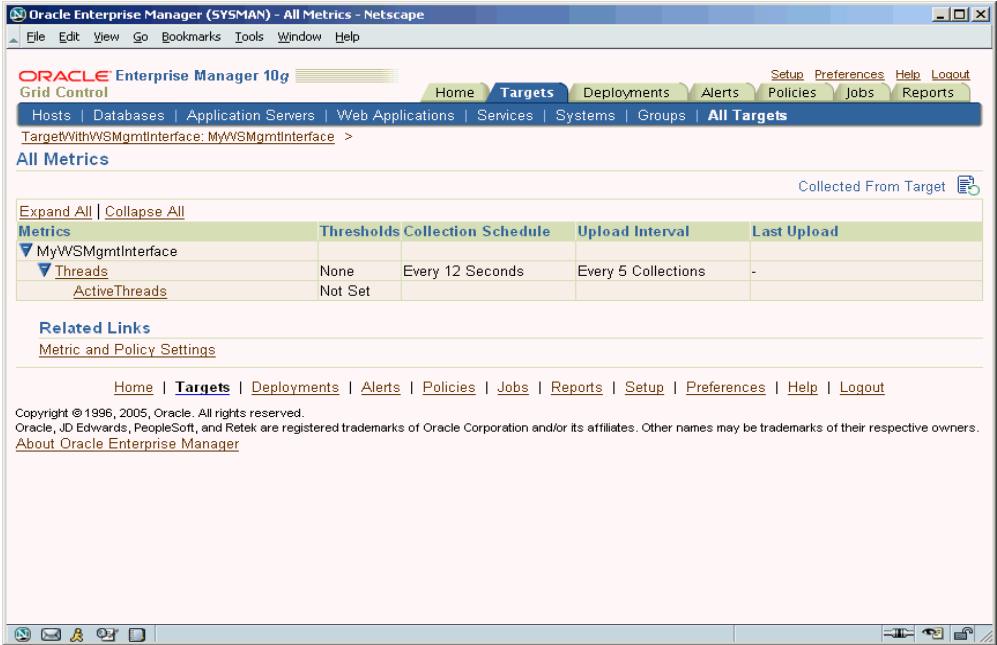 Oracle Enterprise Manager (SYSMAN) - All Metrics - Netscape
File Edit View Go Bookmarks Tools Window Help
ORACLE Enterprise Manager 10g
Setup Preferences Help Logout
Grid Control
Home Targets Deployments Alerts Policies Jobs Reports
Hosts | Databases | Application Servers | Web Applications | Services | Systems | Groups | All Targets
TargetWithWSMgmtInterface: MyWSMgmtInterface >
All Metrics
Collected From Target
Expand All | Collapse All
Metrics Thresholds Collection Schedule Upload Interval Last Upload
MyWSMgmtInterface
Threads None Every 12 Seconds Every 5 Collections -
ActiveThreads Not Set
Related Links
Metric and Policy Settings
Home | Targets | Deployments | Alerts | Policies | Jobs | Reports | Setup | Preferences | Help | Logout
Copyright © 1996, 2005, Oracle. All rights reserved.
Oracle, JD Edwards, PeopleSoft, and Retek are registered trademarks of Oracle Corporation and/or its affiliates. Other names may be trademarks of their respective owners.
About Oracle Enterprise Manager